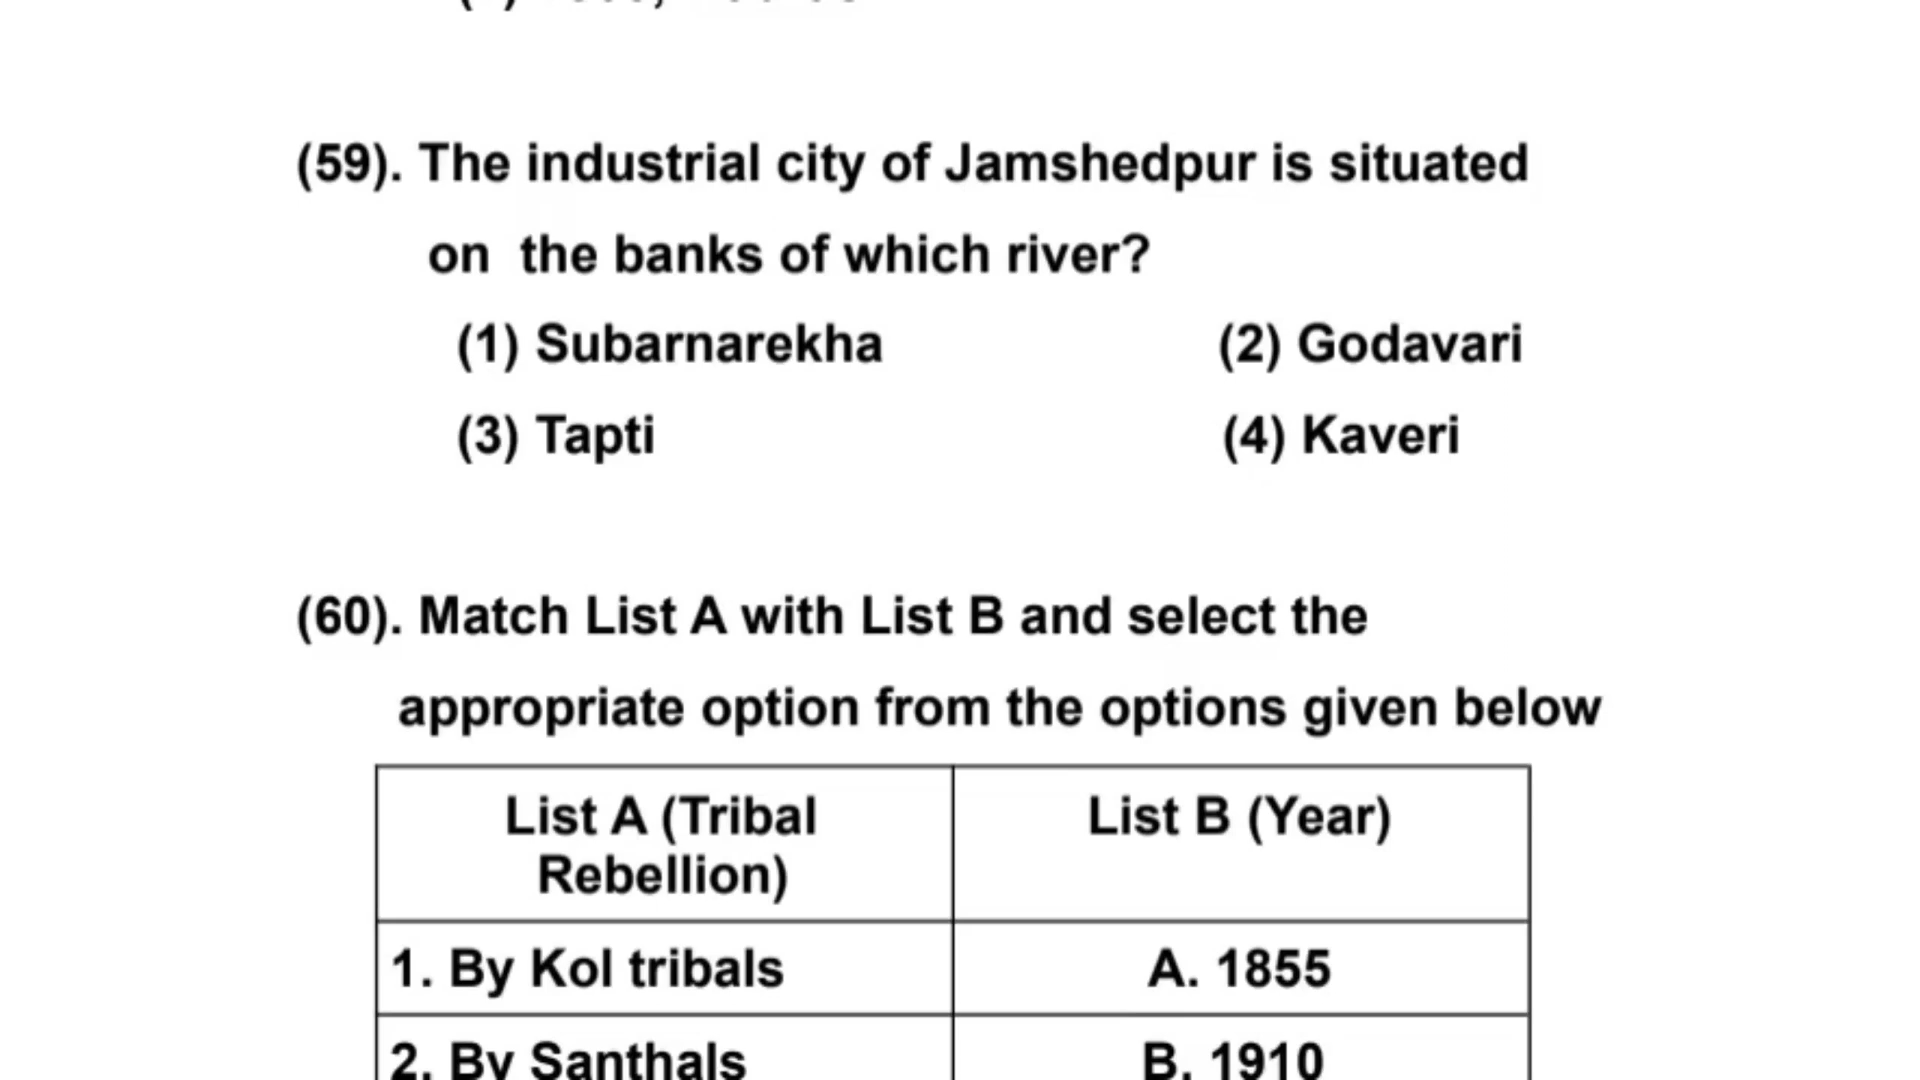 (59). The industrial city of Jamshedpur is situated
on the banks of which river?
(1) Subarnarekha (2) Godavari
(3) Tapti (4) Kaveri
(60). Match List A with List B and select the
appropriate option from the options given below
List A (Tribal Rebellion) List B (Year)
1. By Kol tribals A. 1855
2. By Santhals B. 1910